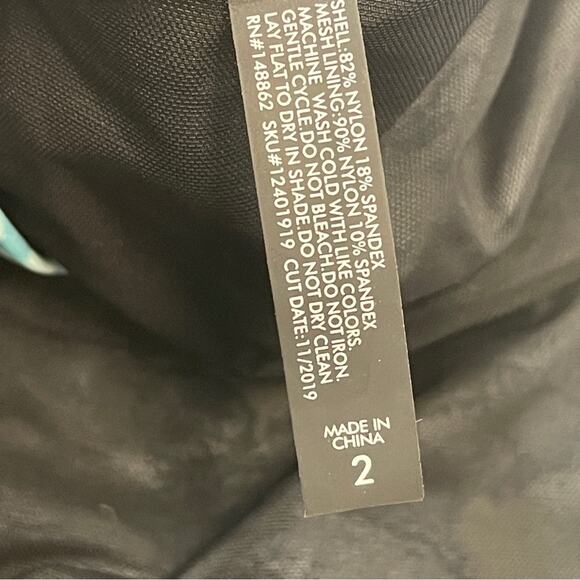 SHELL:82% NYLON 18% SPANDEX
MESH LINING:90% NYLON 10% SPANDEX
MACHINE WASH COLD WITH LIKE COLORS.
GENTLE CYCLE.DO NOT BLEACH.DO NOT IRON.
LAY FLAT TO DRY IN SHADE.DO NOT DRY CLEAN
RN#148862 SKU#12401919 CUT DATE:11/2019
MADE IN
CHINA
2